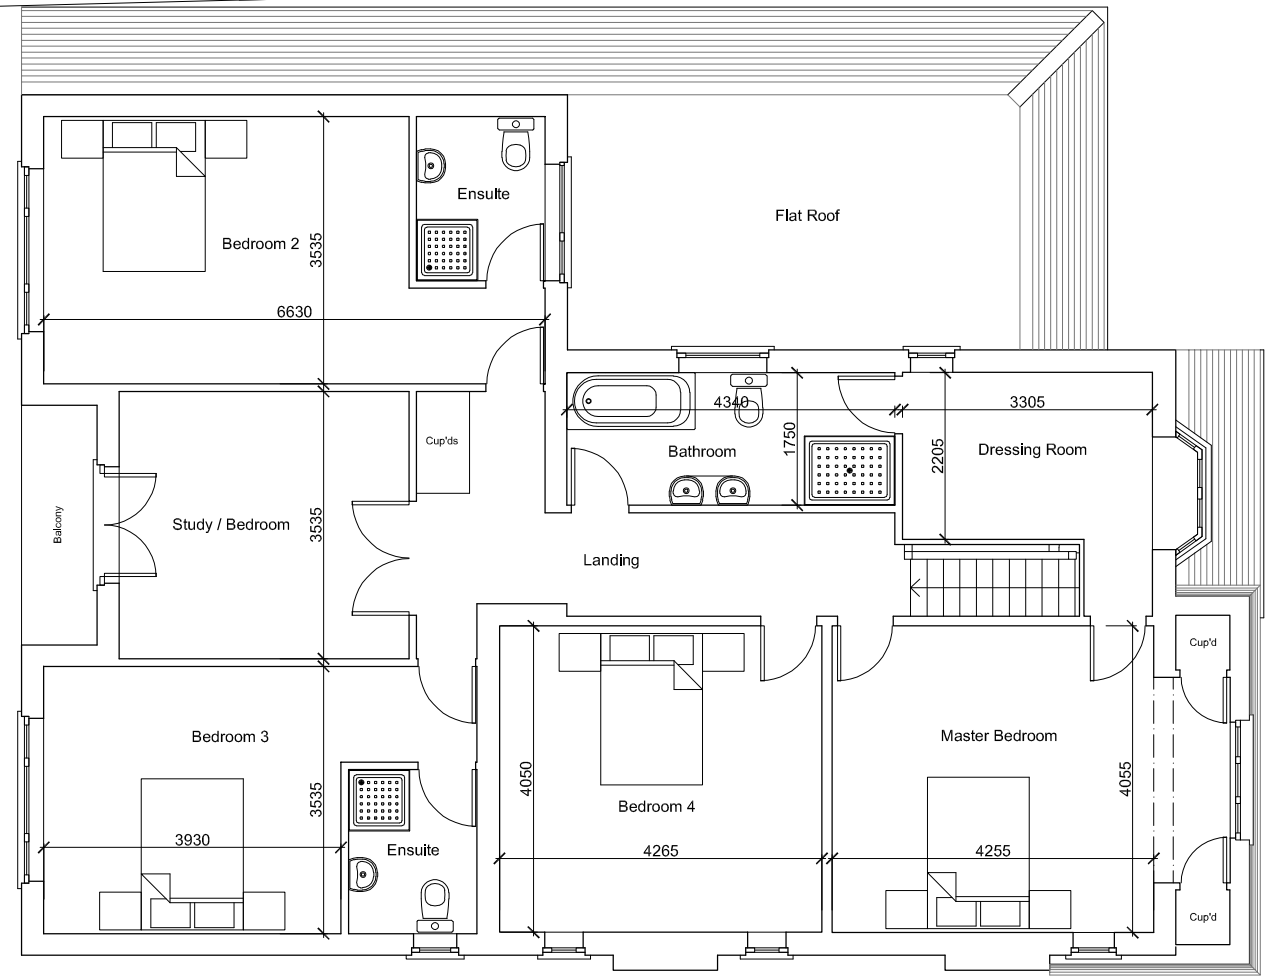 Ensuite
Flat Roof
Bedroom 2
3535
6630
4340
3305
Cup'ds
Bathroom
1750
2205
Dressing Room
Balcony
Study / Bedroom
3535
Landing
Cup'd
Bedroom 3
Master Bedroom
3535
4050
Bedroom 4
4055
3930
Ensuite
4265
4255
Cup'd